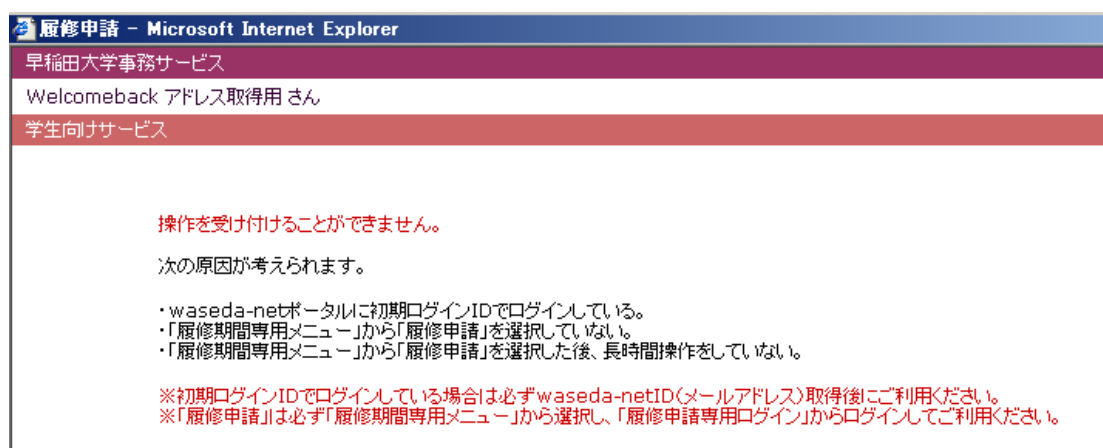 履修申請 - Microsoft Internet Explorer
早稲田大学事務サービス
Welcomeback アドレス取得用 さん
学生向けサービス
操作を受け付けることができません。
次の原因が考えられます。
・waseda-netポータルに初期ログインIDでログインしている。
・「履修期間専用メニュー」から「履修申請」を選択していない。
・「履修期間専用メニュー」から「履修申請」を選択した後、長時間操作をしていない。
※初期ログインIDでログインしている場合は必ずwaseda-netID(メールアドレス)取得後にご利用ください。
※「履修申請」は必ず「履修期間専用メニュー」から選択し、「履修申請専用ログイン」からログインしてご利用ください。